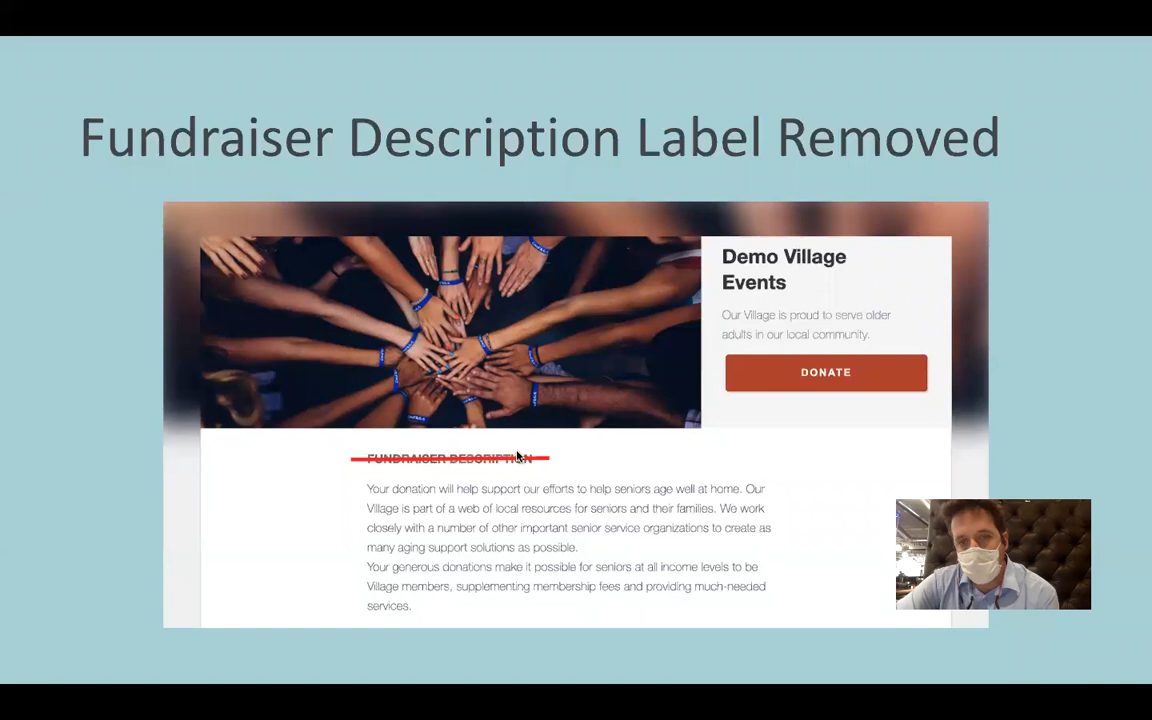 Fundraiser Description Label Removed
Demo Village
Events
Our Village is proud to serve older
adults in our local community.
DONATE
FUNDRAISER DESCRIPTION
Your donation will help support our efforts to help seniors age well at home. Our
Village is part of a web of local resources for seniors and their families. We work
closely with a number of other important senior service organizations to create as
many aging support solutions as possible.
Your generous donations make it possible for seniors at all income levels to be
Village members, supplementing membership fees and providing much-needed
services.